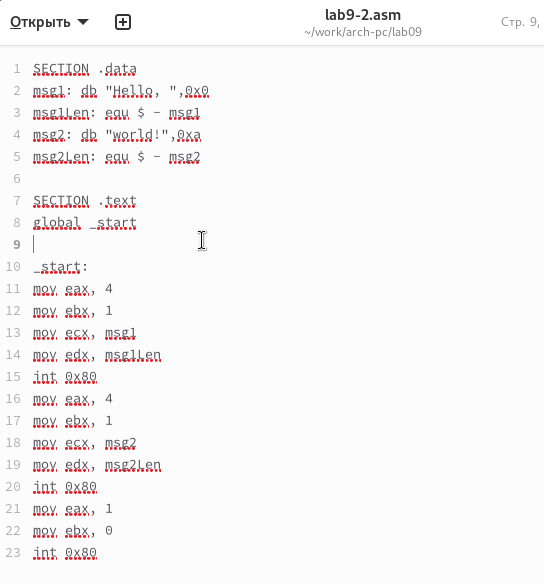 Открыть
lab9-2.asm
~/work/arch-pc/lab09
Стр. 9,
1 SECTION .data
2 msg1: db "Hello, ",0x0
3 msg1Len: equ $ - msg1
4 msg2: db "world!",0xa
5 msg2Len: equ $ - msg2
6
7 SECTION .text
8 global _start
9
10 _start:
11 mov eax, 4
12 mov ebx, 1
13 mov ecx, msg1
14 mov edx, msg1Len
15 int 0x80
16 mov eax, 4
17 mov ebx, 1
18 mov ecx, msg2
19 mov edx, msg2Len
20 int 0x80
21 mov eax, 1
22 mov ebx, 0
23 int 0x80